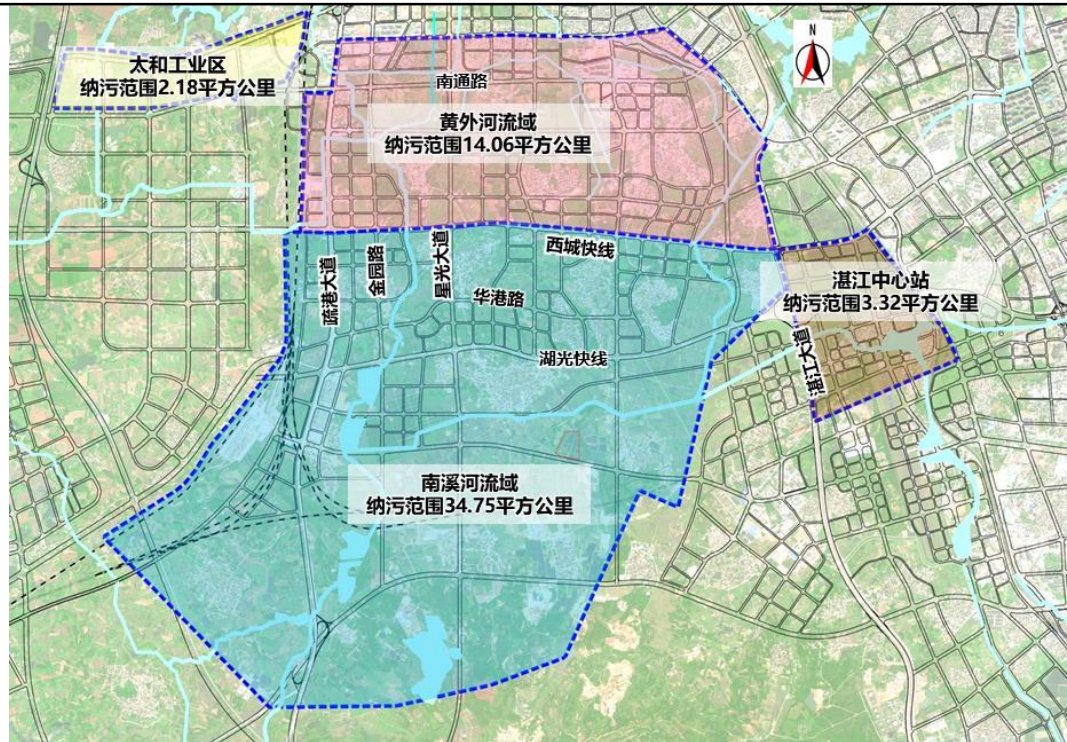 太和工业区
纳污范围2.18平方公里
N
南通路
黄外河流域
纳污范围14.06平方公里
西城快线
疏港大道
金园路
星光大道
华港路
湛江中心站
纳污范围3.32平方公里
湖光快线
湛江大道
南溪河流域
纳污范围34.75平方公里